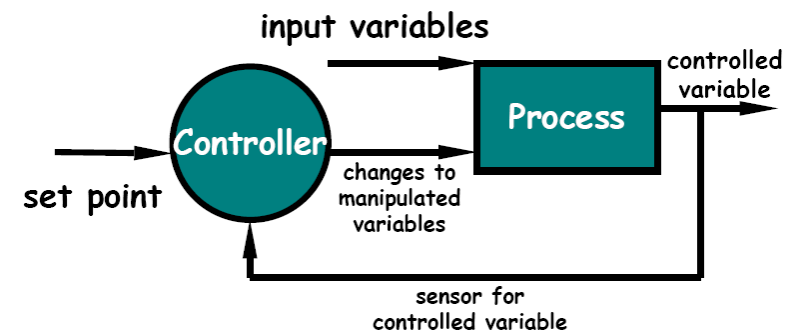 input variables
controlled
variable
Process
Controller
set point
changes to
manipulated
variables
sensor for
controlled variable